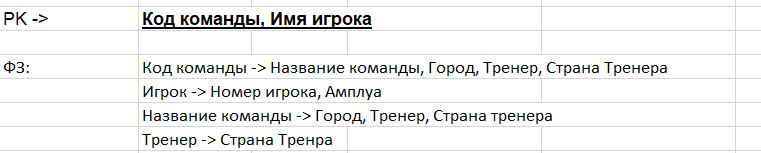 PK -> Код команды, Имя игрока
ФЗ: Код команды -> Название команды, Город, Тренер, Страна Тренера
Игрок -> Номер игрока, Амплуа
Название команды -> Город, Тренер, Страна тренера
Тренер -> Страна Тренра